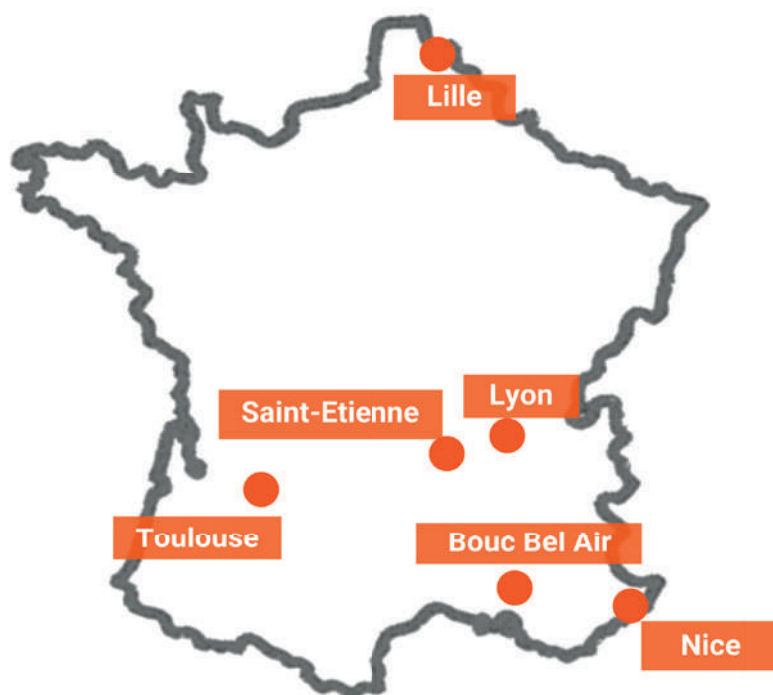 Lille
Lyon
Saint-Etienne
Toulouse
Bouc Bel Air
Nice